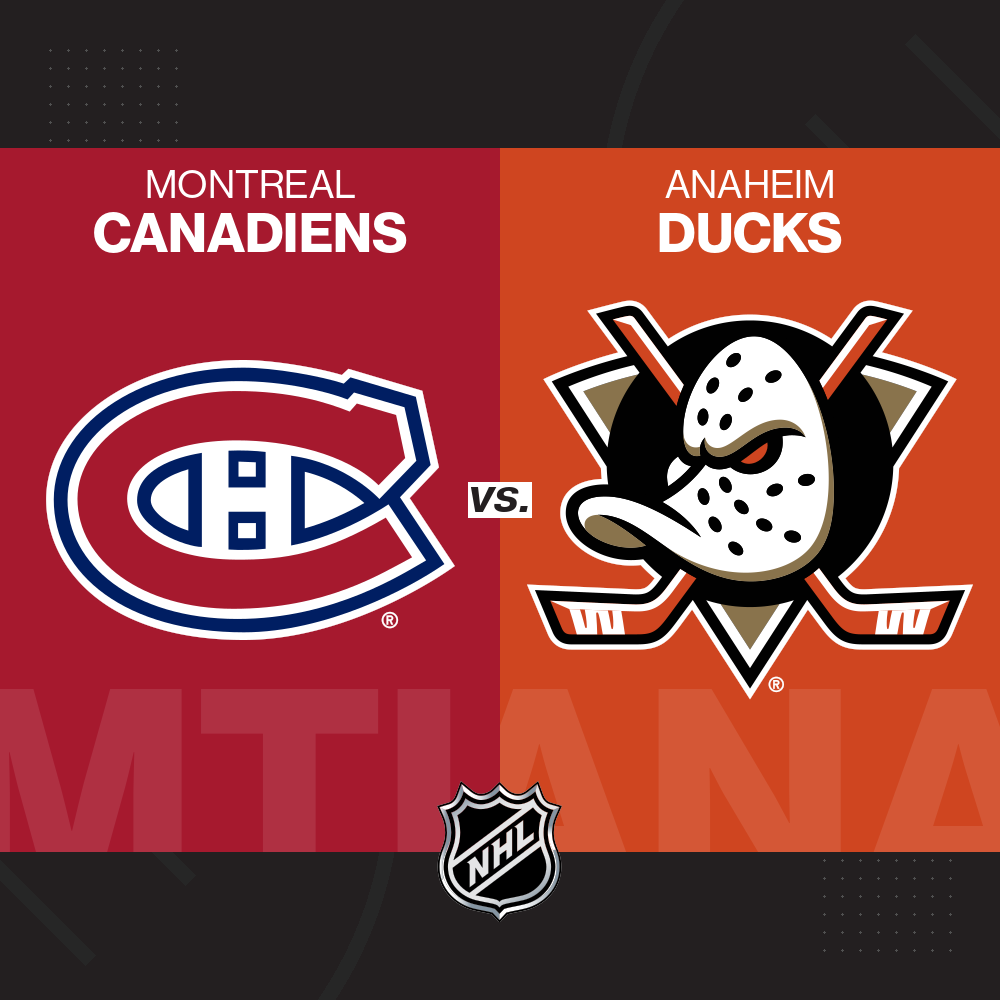 MONTREAL
CANADIENS
ANAHEIM
DUCKS
VS.
®
®
MTL
ANA
NHL